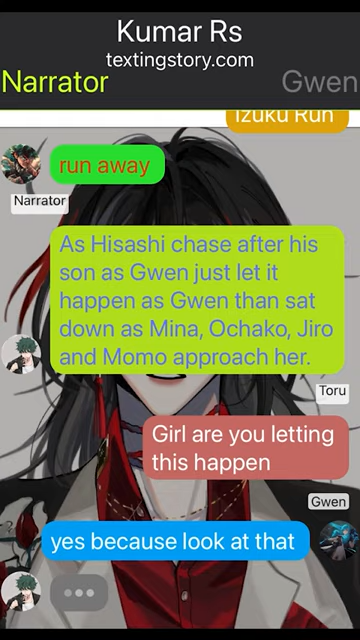 Kumar Rs
textingstory.com
Narrator Gwen
Izuku Run
run away
Narrator
As Hisashi chase after his
son as Gwen just let it
happen as Gwen than sat
down as Mina, Ochako, Jiro
and Momo approach her.
Toru
Girl are you letting
this happen
Gwen
yes because look at that